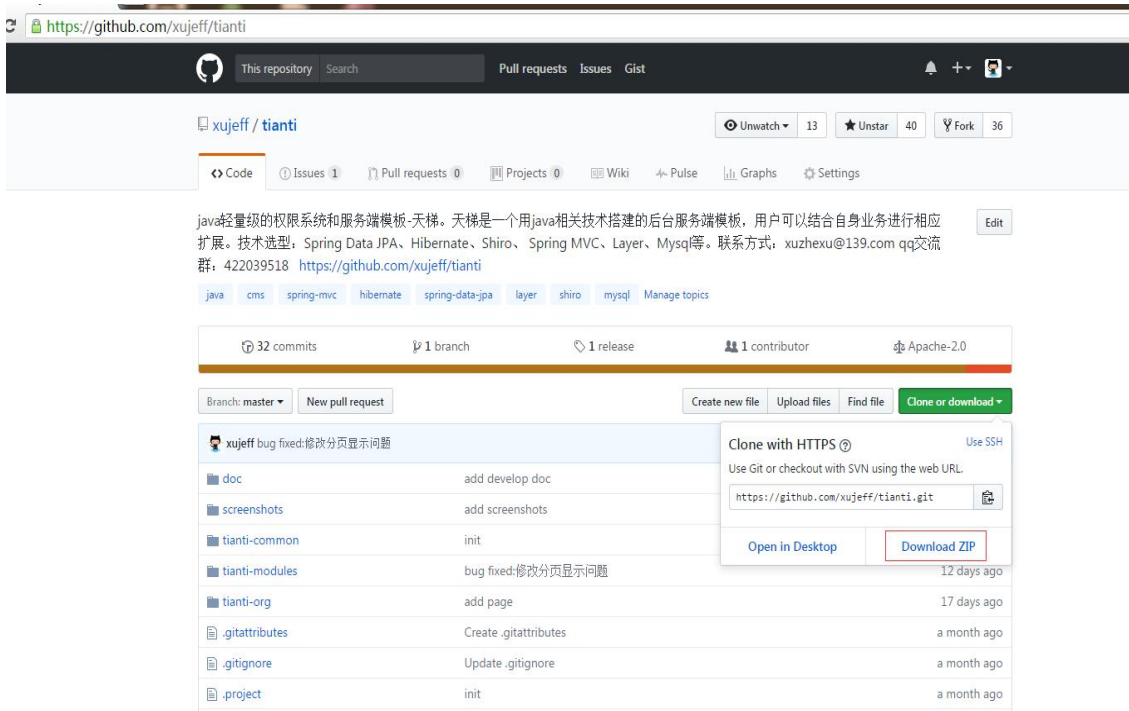 https://github.com/xujeff/tianti
This repository Search Pull requests Issues Gist
xujeff / tianti Unwatch 13 Unstar 40 Fork 36
Code Issues 1 Pull requests 0 Projects 0 Wiki Pulse Graphs Settings
java轻量级的权限系统和服务端模板-天梯。天梯是一个用java相关技术搭建的后台服务端模板，用户可以结合自身业务进行相应 Edit
扩展。技术选型：Spring Data JPA、Hibernate、Shiro、 Spring MVC、Layer、Mysql等。联系方式：xuzhexu@139.com qq交流
群：422039518 https://github.com/xujeff/tianti
java cms spring-mvc hibernate spring-data-jpa layer shiro mysql Manage topics
32 commits 1 branch 1 release 1 contributor Apache-2.0
Branch: master New pull request Create new file Upload files Find file Clone or download
xujeff bug fixed:修改分页显示问题
Clone with HTTPS Use SSH
Use Git or checkout with SVN using the web URL.
https://github.com/xujeff/tianti.git
Open in Desktop Download ZIP
doc add develop doc
screenshots add screenshots
tianti-common init
tianti-modules bug fixed:修改分页显示问题 12 days ago
tianti-org add page 17 days ago
.gitattributes Create .gitattributes a month ago
.gitignore Update .gitignore a month ago
.project init a month ago